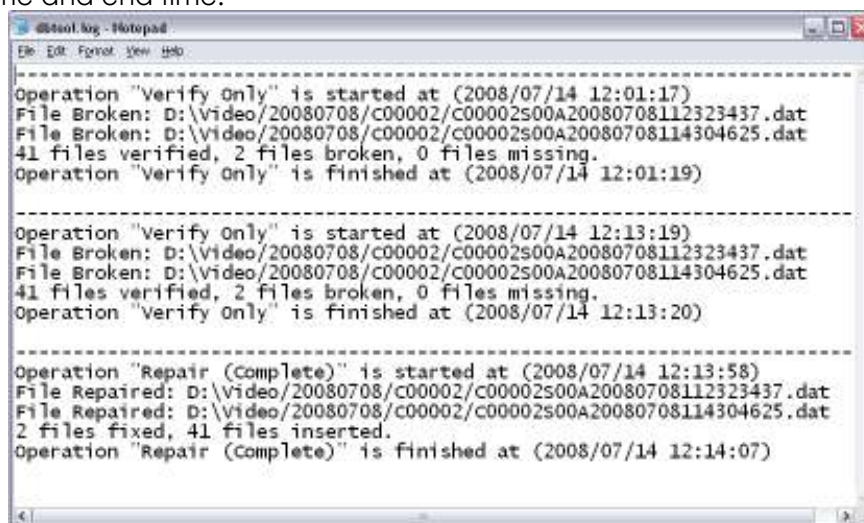 and end time.
dbtool.log - Notepad
File Edit Format View Help
--------------------------------------------------------------------------------
Operation "Verify Only" is started at (2008/07/14 12:01:17)
File Broken: D:\Video/20080708/C00002/C00002S00A20080708112323437.dat
File Broken: D:\Video/20080708/C00002/C00002S00A20080708114304625.dat
41 files verified, 2 files broken, 0 files missing.
Operation "Verify Only" is finished at (2008/07/14 12:01:19)
--------------------------------------------------------------------------------
Operation "Verify Only" is started at (2008/07/14 12:13:19)
File Broken: D:\Video/20080708/C00002/C00002S00A20080708112323437.dat
File Broken: D:\Video/20080708/C00002/C00002S00A20080708114304625.dat
41 files verified, 2 files broken, 0 files missing.
Operation "Verify Only" is finished at (2008/07/14 12:13:20)
--------------------------------------------------------------------------------
Operation "Repair (Complete)" is started at (2008/07/14 12:13:58)
File Repaired: D:\Video/20080708/C00002/C00002S00A20080708112323437.dat
File Repaired: D:\Video/20080708/C00002/C00002S00A20080708114304625.dat
2 files fixed, 41 files inserted.
Operation "Repair (Complete)" is finished at (2008/07/14 12:14:07)